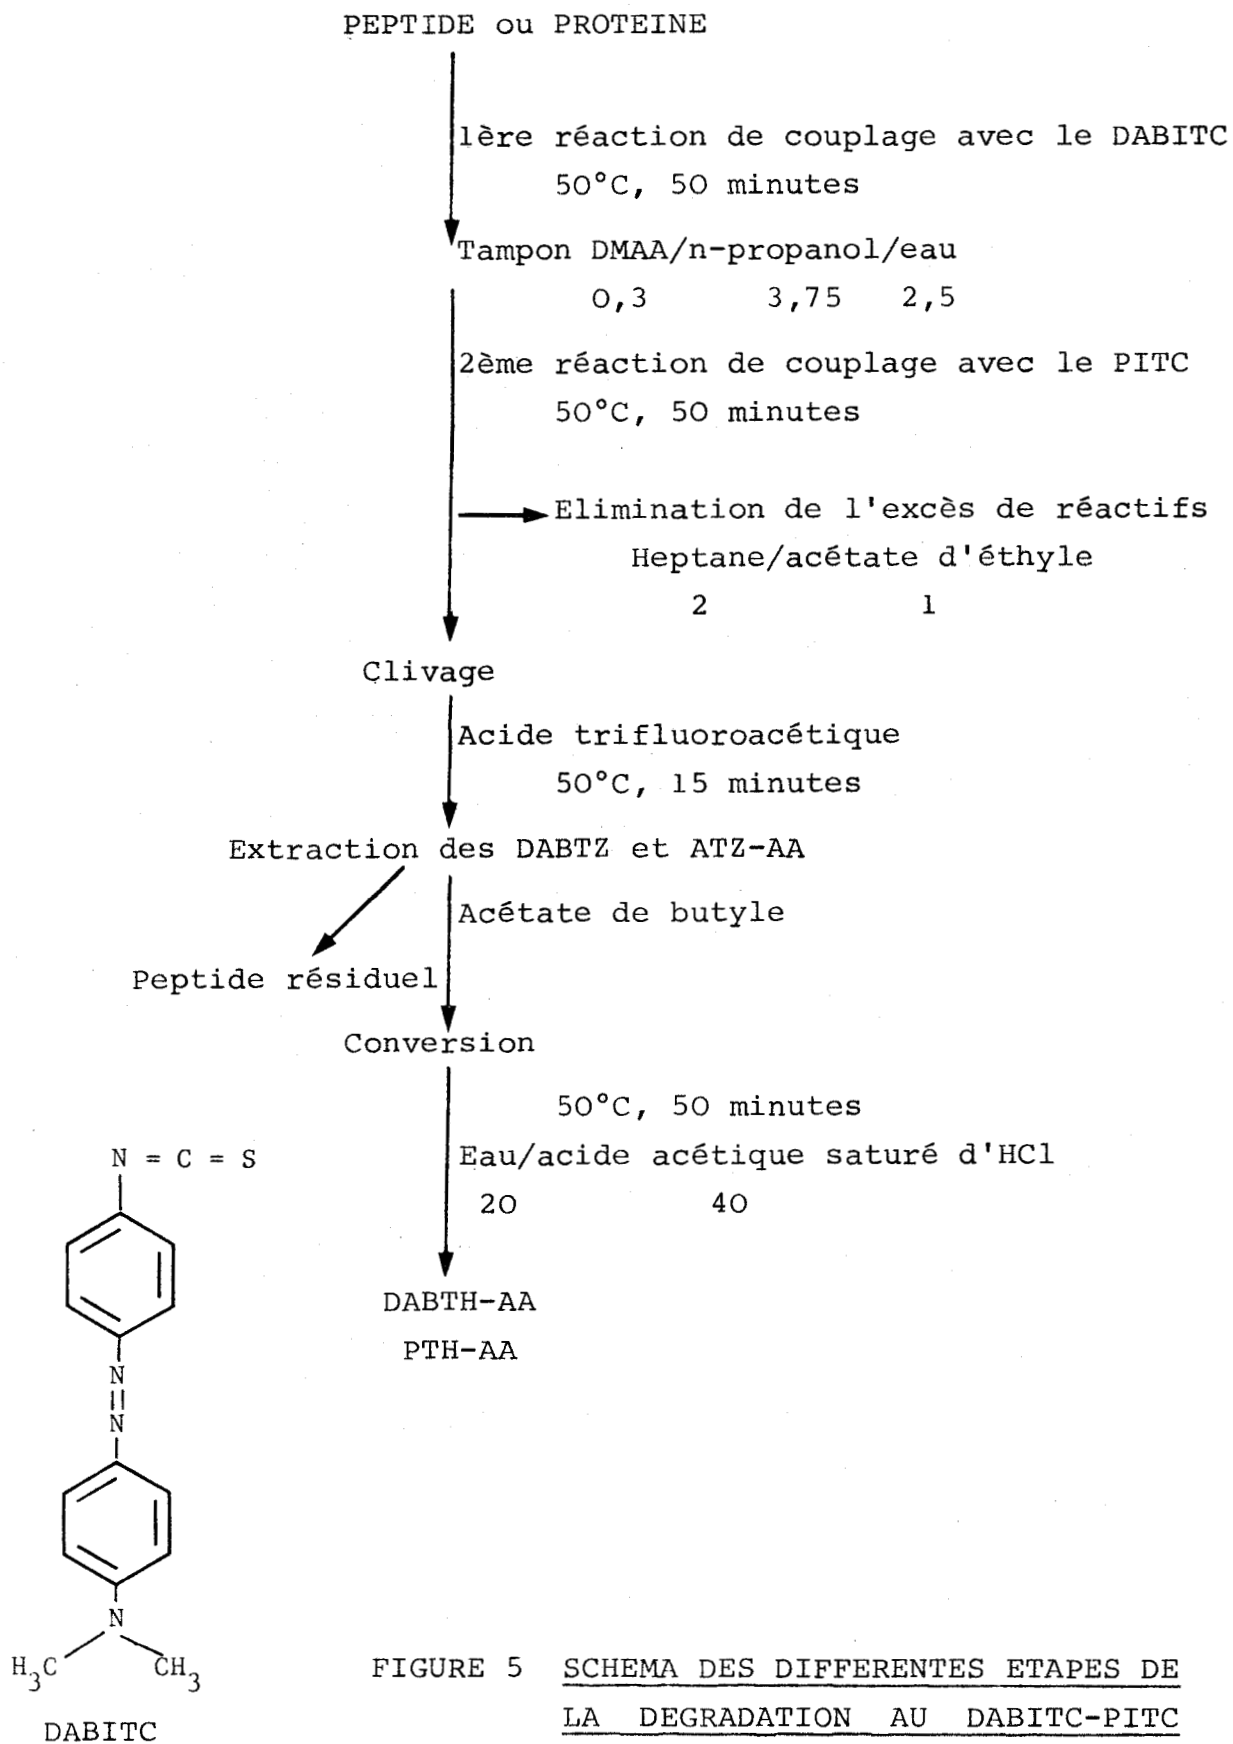 PEPTIDE ou PROTEINE
1ère réaction de couplage avec le DABITC
50°C, 50 minutes
Tampon DMAA/n-propanol/eau
0,3 3,75 2,5
2ème réaction de couplage avec le PITC
50°C, 50 minutes
Elimination de l'excès de réactifs
Heptane/acétate d'éthyle
2 1
Clivage
Acide trifluoroacétique
50°C, 15 minutes
Extraction des DABTZ et ATZ-AA
Acétate de butyle
Peptide résiduel
Conversion
50°C, 50 minutes
Eau/acide acétique saturé d'HCl
20 40
DABTH-AA
PTH-AA
N = C = S
N
N
N
H3C CH3
DABITC
FIGURE 5 SCHEMA DES DIFFERENTES ETAPES DE
LA DEGRADATION AU DABITC-PITC